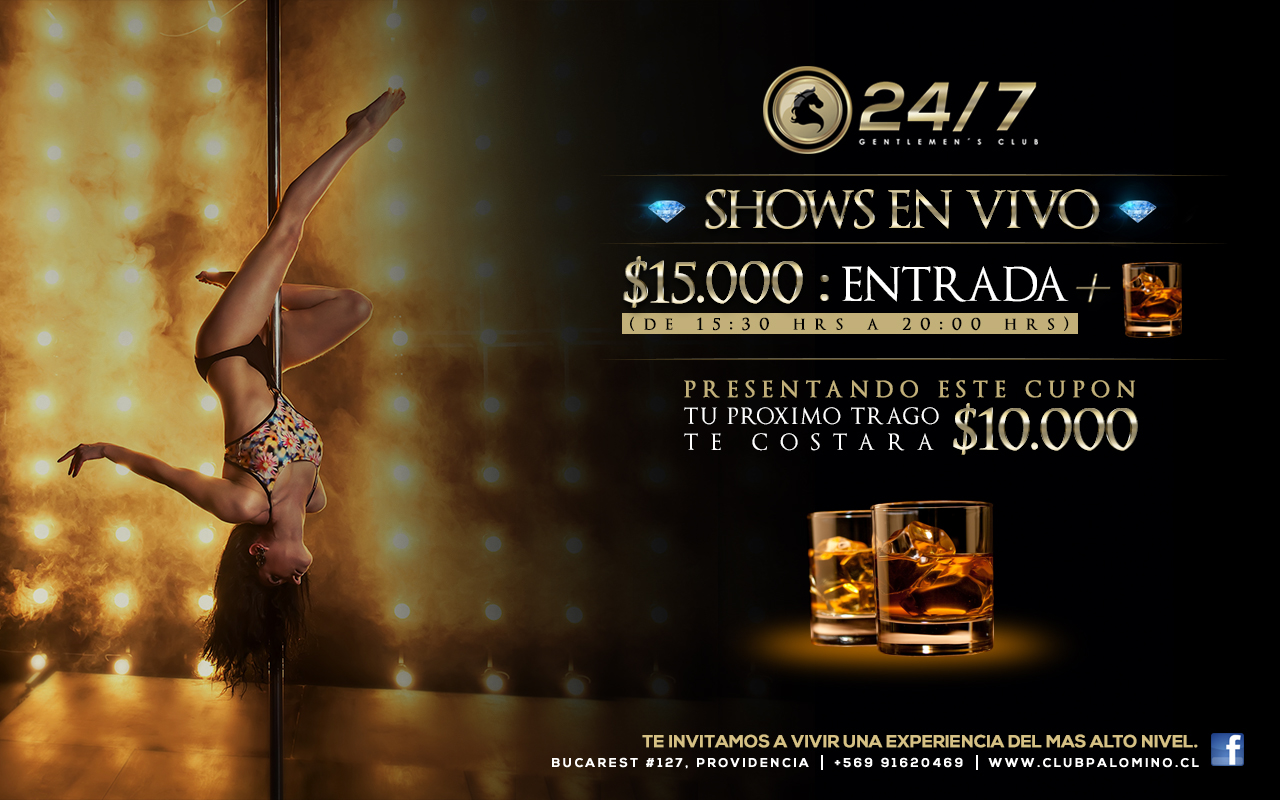 24/7
GENTLEMEN´S CLUB
SHOWS EN VIVO
$15.000 : ENTRADA +
(DE 15:30 HRS A 20:00 HRS)
PRESENTANDO ESTE CUPON
TU PROXIMO TRAGO
TE COSTARA $10.000
TE INVITAMOS A VIVIR UNA EXPERIENCIA DEL MAS ALTO NIVEL.
BUCAREST #127, PROVIDENCIA | +569 91620469 | WWW.CLUBPALOMINO.CL
f